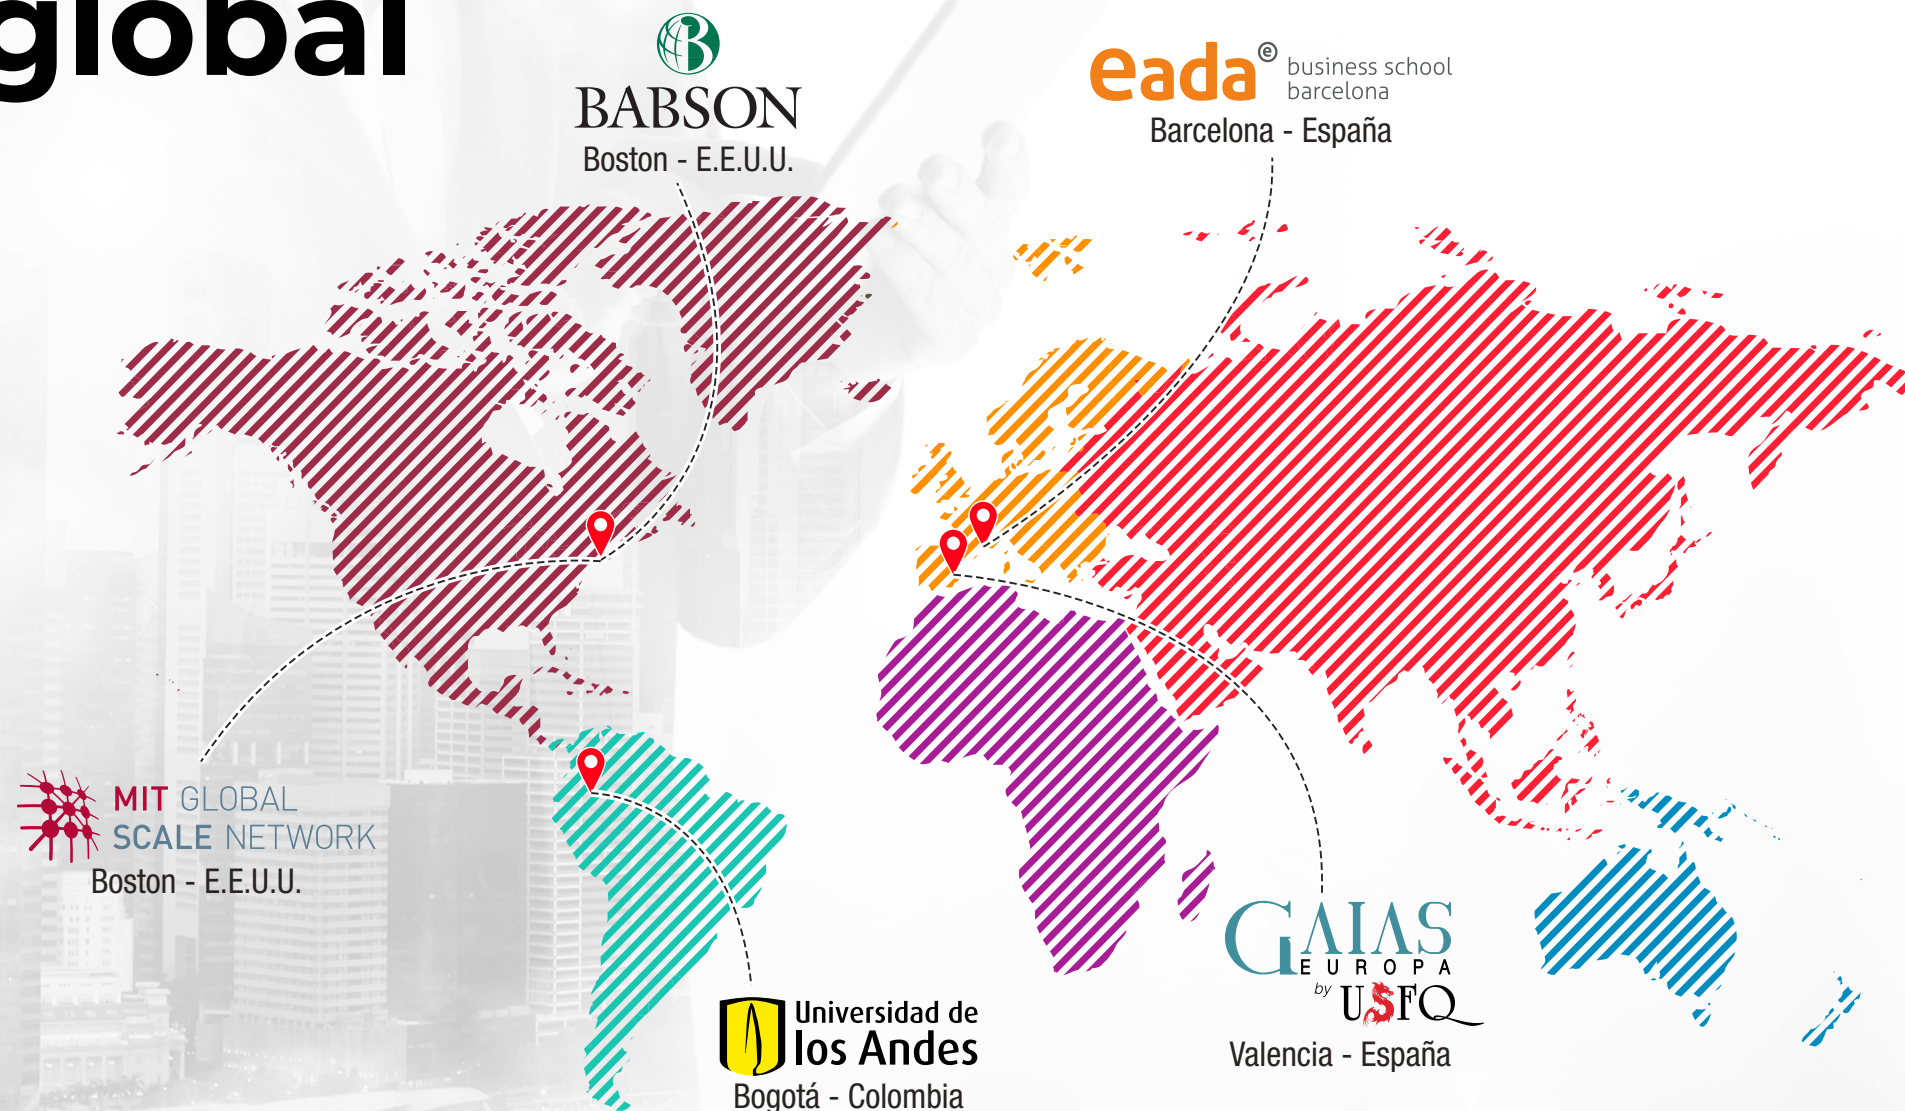 global
BABSON
Boston - E.E.U.U.
eada e business school
barcelona
Barcelona - España
MIT GLOBAL
SCALE NETWORK
Boston - E.E.U.U.
GAIAS
EUROPA
by USFQ
Valencia - España
Universidad de
los Andes
Bogotá - Colombia